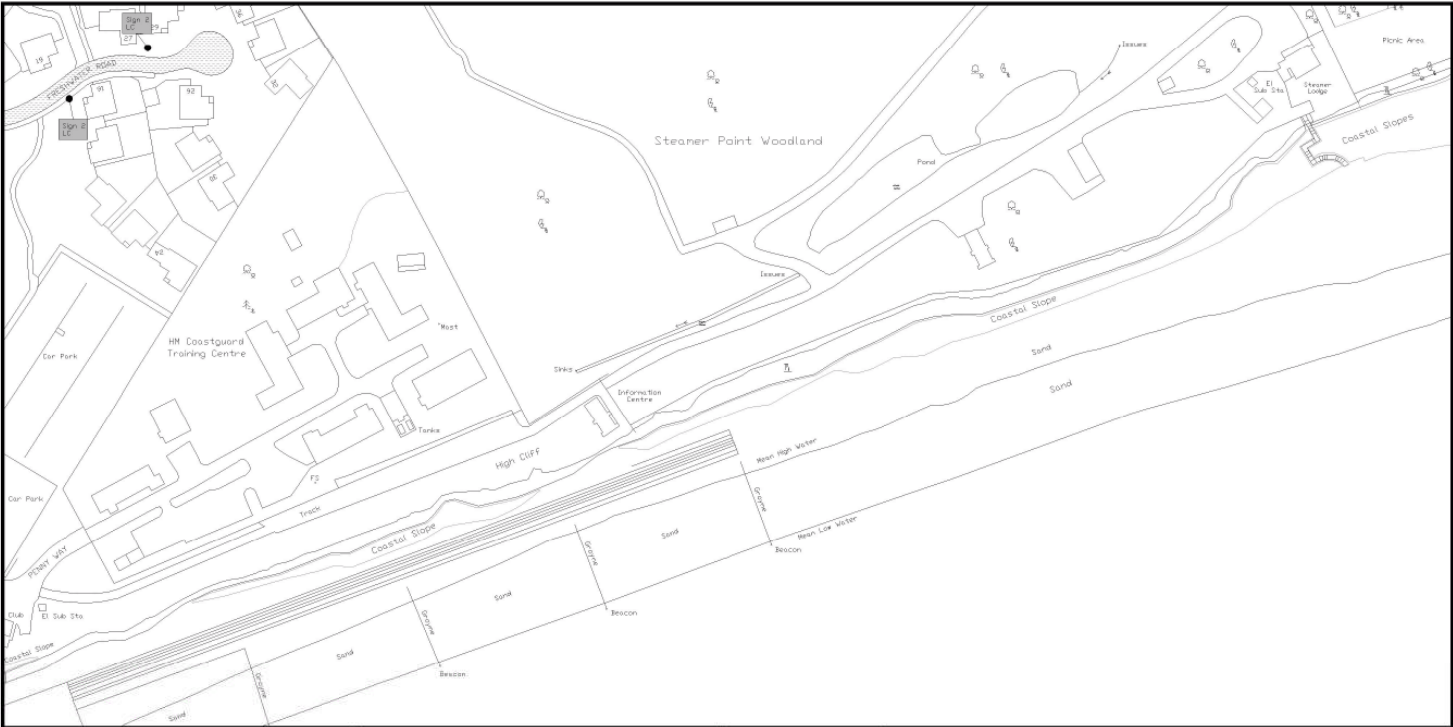 Sign 2
LC
29
27
36
19
FRESHWATER ROAD
Sign 2
LC
Steamer Point Woodland
Issues
Pond
El
Sub Sta
Steamer
Lodge
Picnic Area
Coastal Slopes
Issues
Mast
HM Coastguard
Training Centre
Car Park
Sinks
Information
Centre
Coastal Slope
Sand
Sand
Tanks
High Cliff
FS
Track
Mean High Water
Groyne
Mean Low Water
Beacon
Car Park
PENNY WAY
Coastal Slope
Sand
Groyne
Beacon
Sand
Club
El Sub Sta
Coastal Slope
Groyne
Beacon
Sand
Groyne
Sand